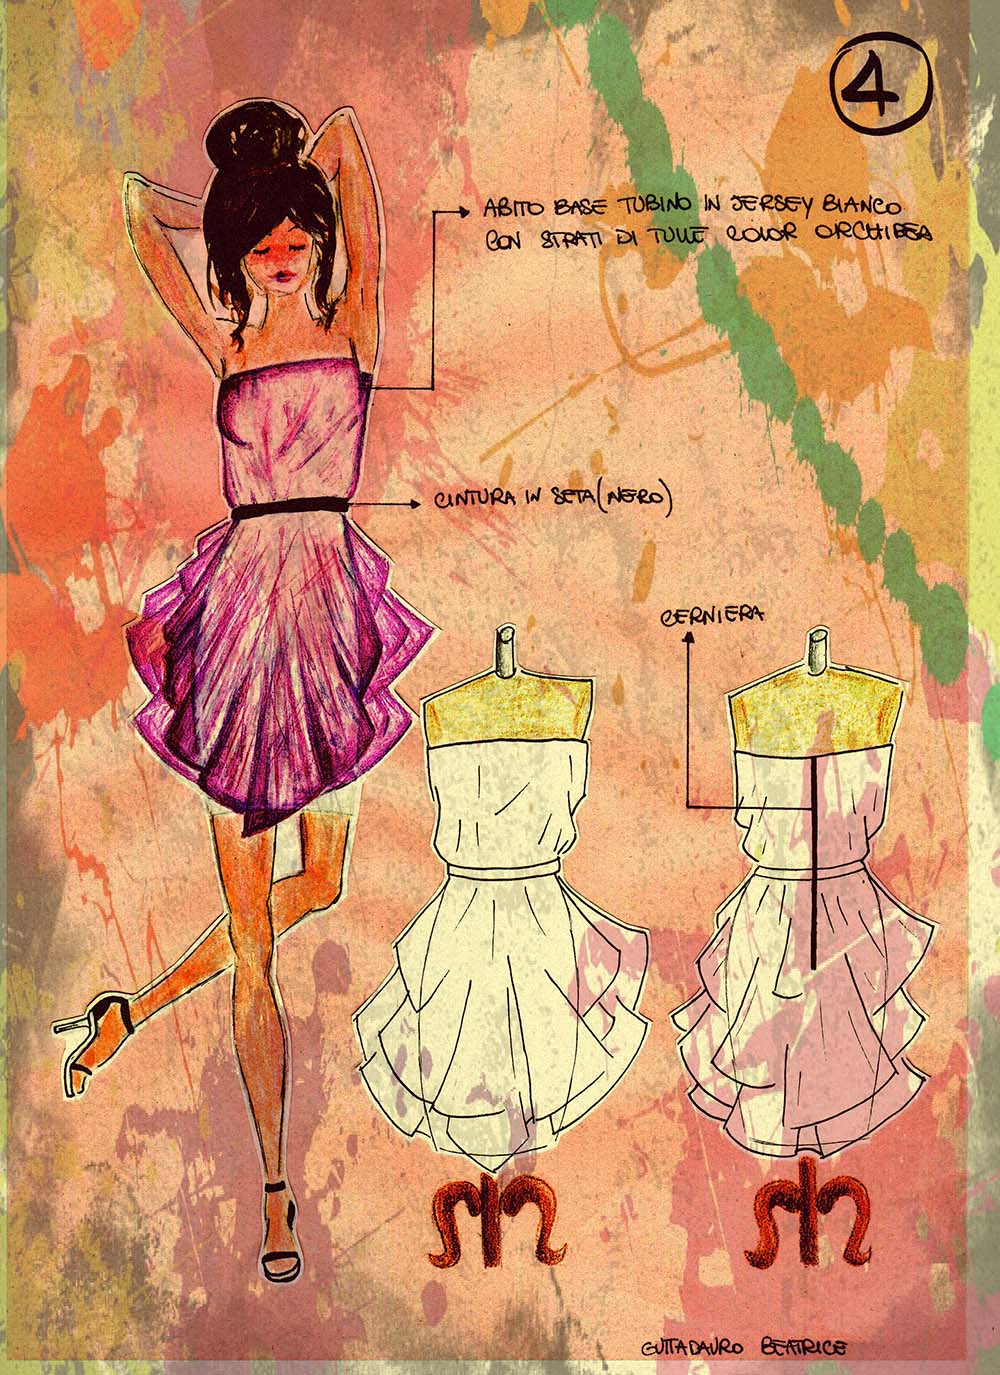 4
ABITO BASE TUBINO IN JERSEY BIANCO
CON STRATI DI TULLE COLOR ORCHIDEA
CINTURA IN SETA (NERO)
CERNIERA
GUTTADAURO BEATRICE